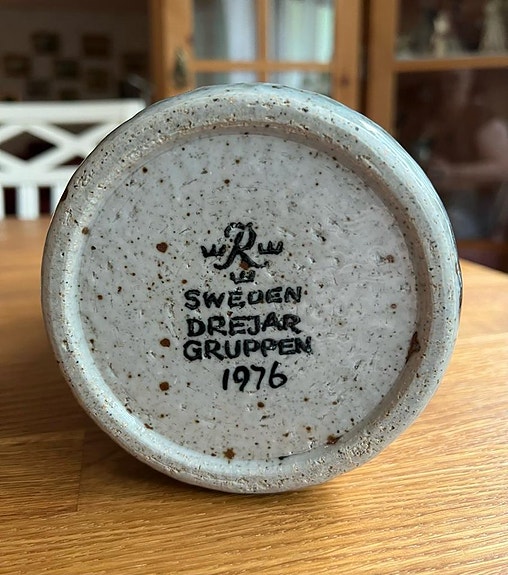 R
SWEDEN
DREJAR
GRUPPEN
1976